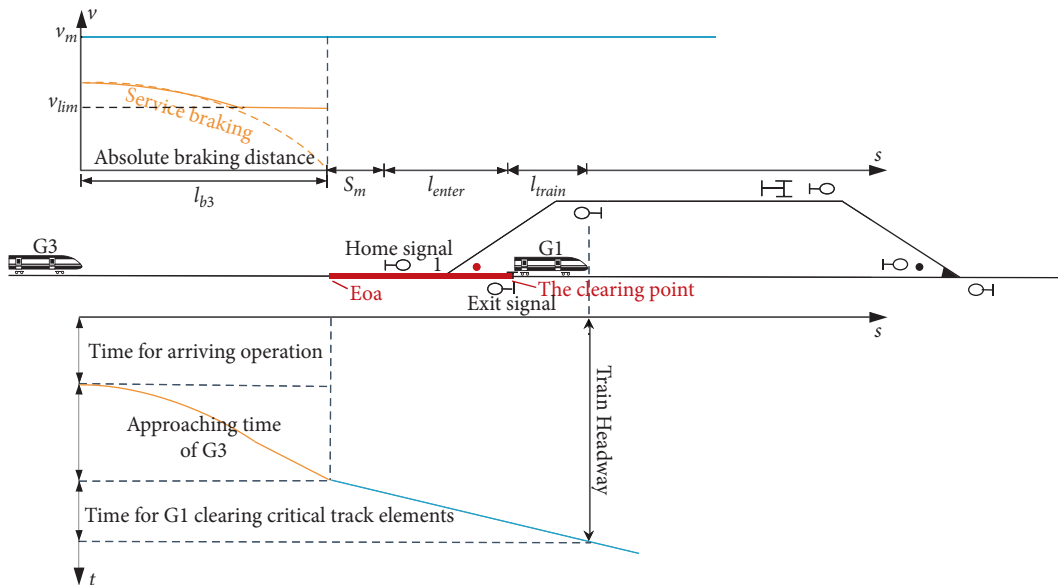 v
v_m
v_lim
Service braking
Absolute braking distance
s
l_b3
S_m
l_enter
l_train
G3
Home signal
G1
1
Eoa
The clearing point
Exit signal
s
Time for arriving operation
Approaching time
of G3
Train Headway
Time for G1 clearing critical track elements
t